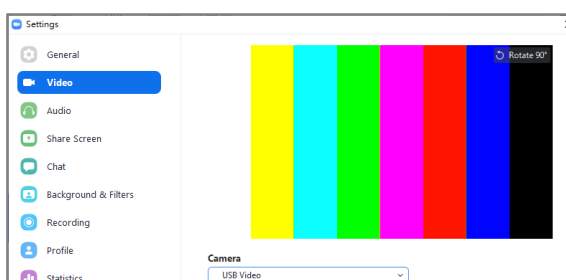 Settings
General
Rotate 90°
Video
Audio
Share Screen
Chat
Background & Filters
Recording
Profile
Camera
USB Video
Statistics